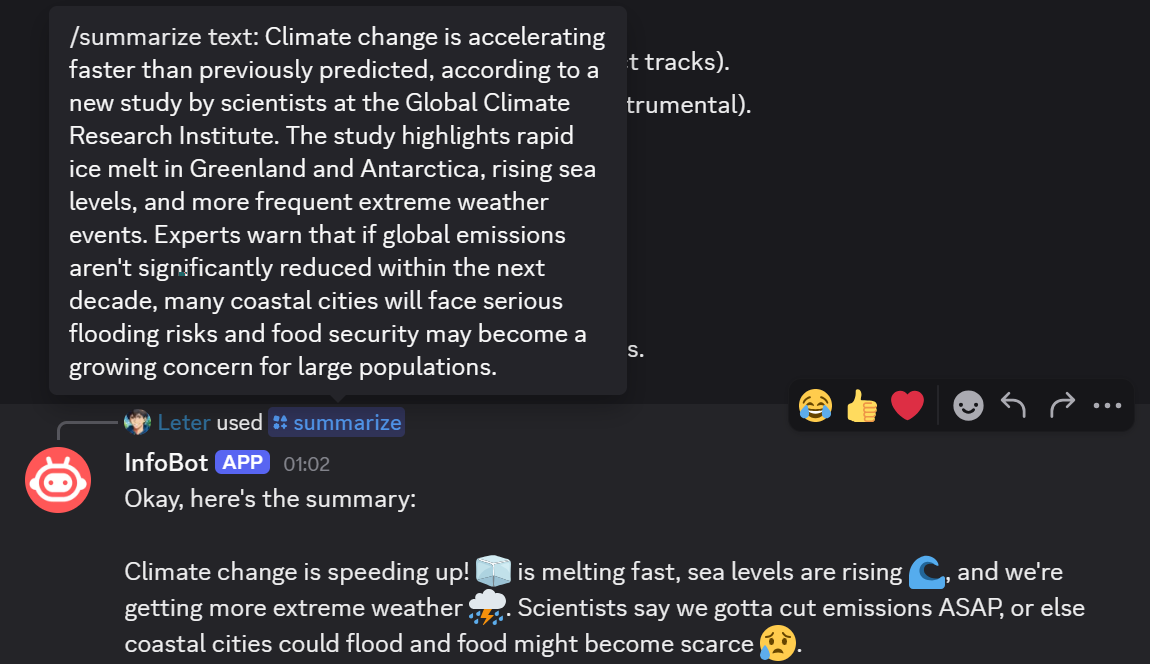 /summarize text: Climate change is accelerating
faster than previously predicted, according to a
new study by scientists at the Global Climate
Research Institute. The study highlights rapid
ice melt in Greenland and Antarctica, rising sea
levels, and more frequent extreme weather
events. Experts warn that if global emissions
aren't significantly reduced within the next
decade, many coastal cities will face serious
flooding risks and food security may become a
growing concern for large populations.
t tracks).
trumental).
s.
Leter used summarize
InfoBot APP 01:02
Okay, here's the summary:
Climate change is speeding up! 🧊 is melting fast, sea levels are rising 🌊, and we're
getting more extreme weather ⛈️. Scientists say we gotta cut emissions ASAP, or else
coastal cities could flood and food might become scarce 😥.